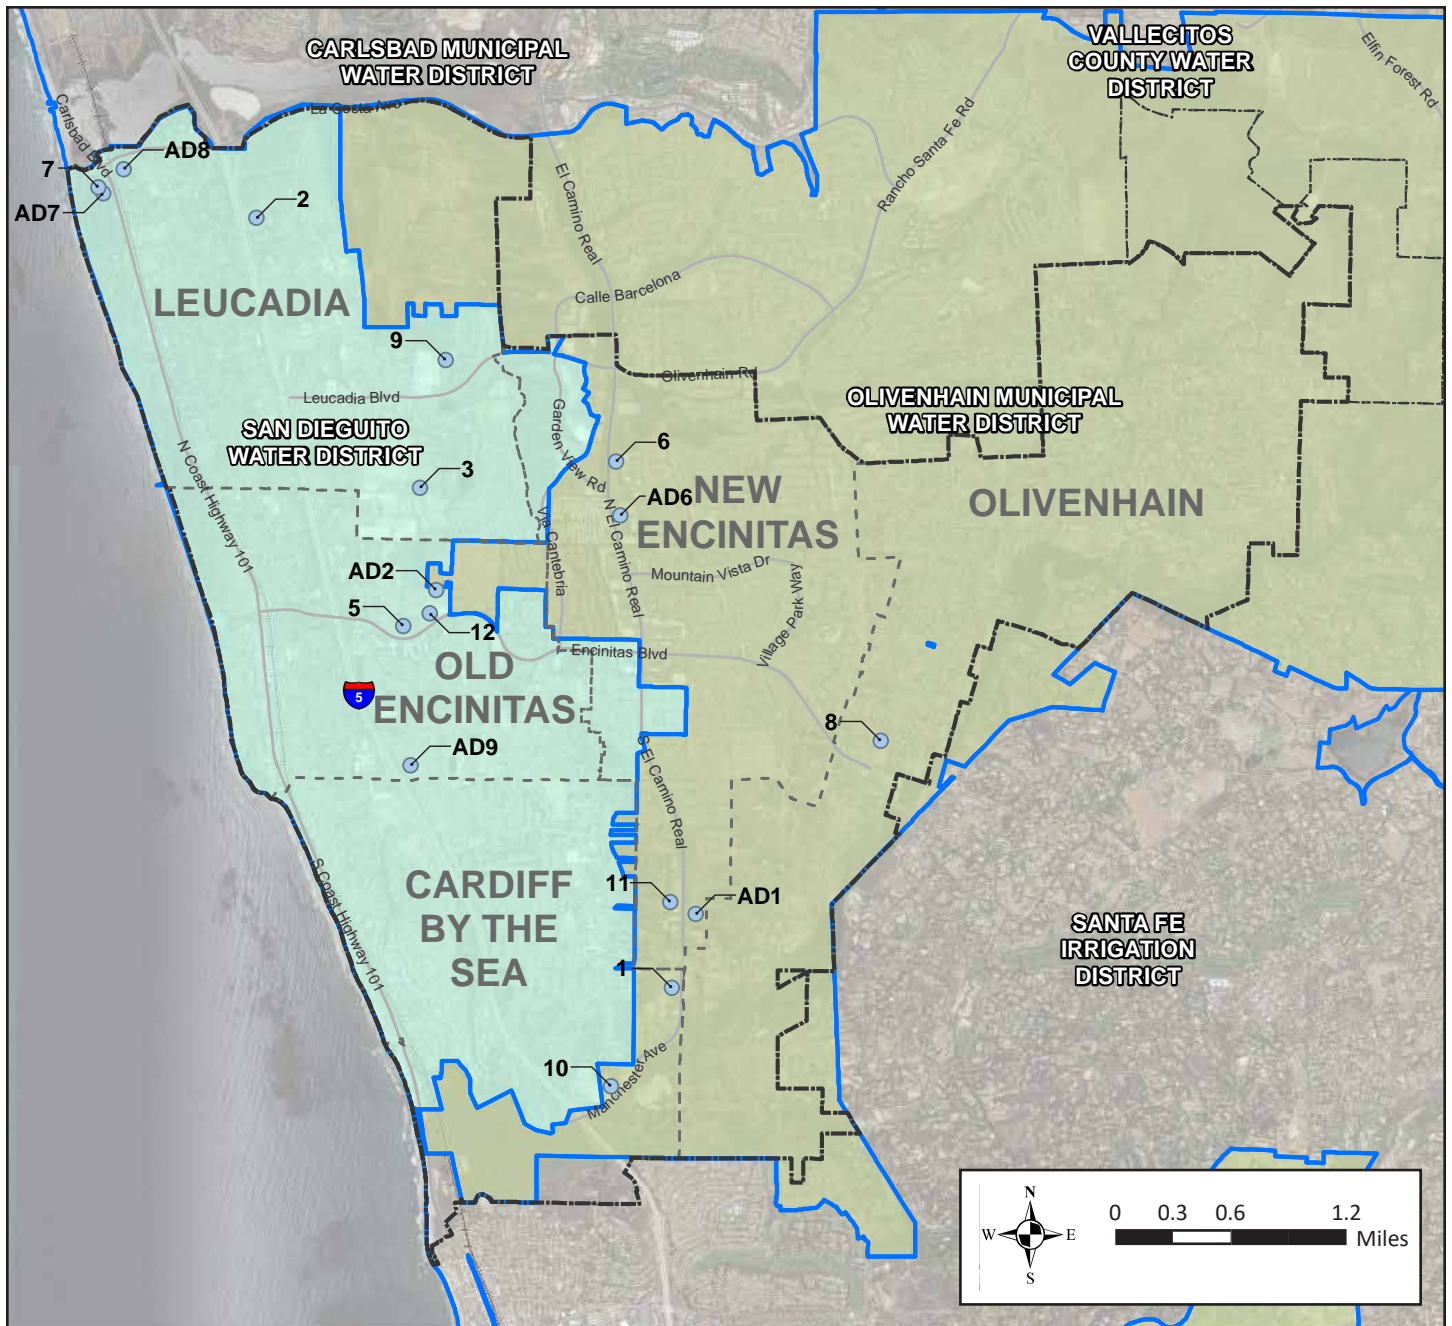 CARLSBAD MUNICIPAL
WATER DISTRICT
VALLECITOS
COUNTY WATER
DISTRICT
Elfin Forest Rd
Carlsbad Blvd
La Costa Ave
AD8
7
AD7
2
El Camino Real
Rancho Santa Fe Rd
LEUCADIA
Calle Barcelona
9
Leucadia Blvd
Olivenhain Rd
OLIVENHAIN MUNICIPAL
WATER DISTRICT
SAN DIEGUITO
WATER DISTRICT
Garden View Rd
6
3
N Coast Highway 101
AD6
NEW
ENCINITAS
OLIVENHAIN
Via Cantebria
N El Camino Real
AD2
Mountain Vista Dr
Village Park Way
5
12
Encinitas Blvd
OLD
ENCINITAS
5
8
AD9
S El Camino Real
S Coast Highway 101
CARDIFF
BY THE
SEA
11
AD1
SANTA FE
IRRIGATION
DISTRICT
1
10
Manchester Ave
N
W
E
S
0 0.3 0.6 1.2
Miles